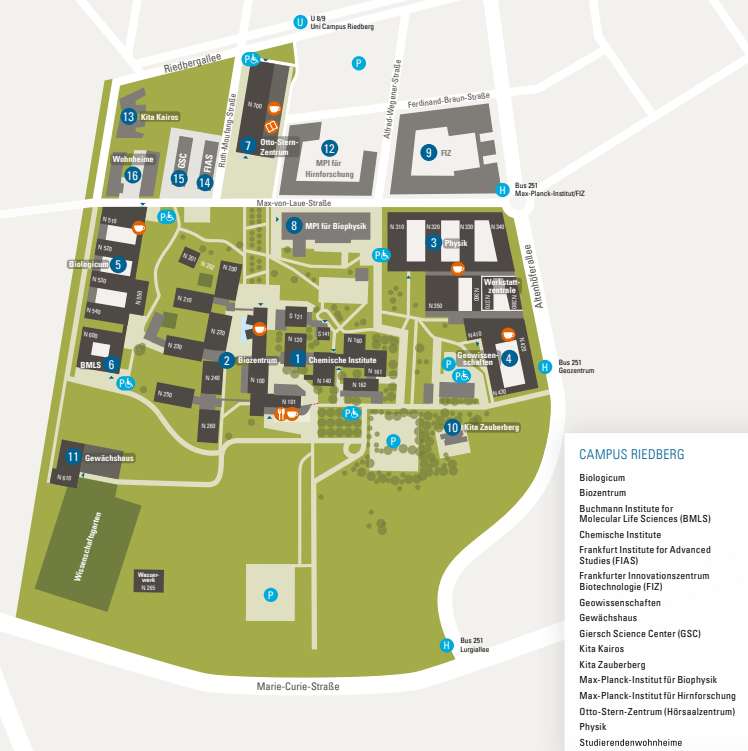 U
U 8/9
Uni Campus Riedberg
Riedbergallee
P
P
Alfred-Wegener-Straße
Ferdinand-Braun-Straße
Ruth-Moufang-Straße
N 700
13
Kita Kairos
7
Otto-Stern-
Zentrum
12
MPI für
Hirnforschung
9
FIZ
Wohnheime
16
GSC
15
FIAS
14
H
Bus 251
Max-Planck-Institut/FIZ
Max-von-Laue-Straße
Altenhöferallee
N 510
P
8
MPI für Biophysik
N 310
N 320
N 330
N 340
3
Physik
N 520
Biologicum
5
N 530
N 550
N 540
N 201
N 202
N 200
P
Werkstatt-
zentrale
N 350
N 360
N 370
N 380
N 210
S 121
S 141
N 600
BMLS
6
N 230
N 220
N 120
N 160
N 410
N 420
2
Biozentrum
1
Chemische Institute
Geowissen-
schaften
4
H
Bus 251
Geozentrum
P
P
P
N 240
N 100
N 140
N 161
N 162
N 250
N 101
N 430
N 260
P
P
10
Kita Zauberberg
11
Gewächshaus
N 610
Wissenschaftsgarten
Wasser-
werk
N 265
P
H
Bus 251
Lurgiallee
Marie-Curie-Straße
CAMPUS RIEDBERG
Biologicum
Biozentrum
Buchmann Institute for
Molecular Life Sciences (BMLS)
Chemische Institute
Frankfurt Institute for Advanced
Studies (FIAS)
Frankfurter Innovationszentrum
Biotechnologie (FIZ)
Geowissenschaften
Gewächshaus
Giersch Science Center (GSC)
Kita Kairos
Kita Zauberberg
Max-Planck-Institut für Biophysik
Max-Planck-Institut für Hirnforschung
Otto-Stern-Zentrum (Hörsaalzentrum)
Physik
Studierendenwohnheime